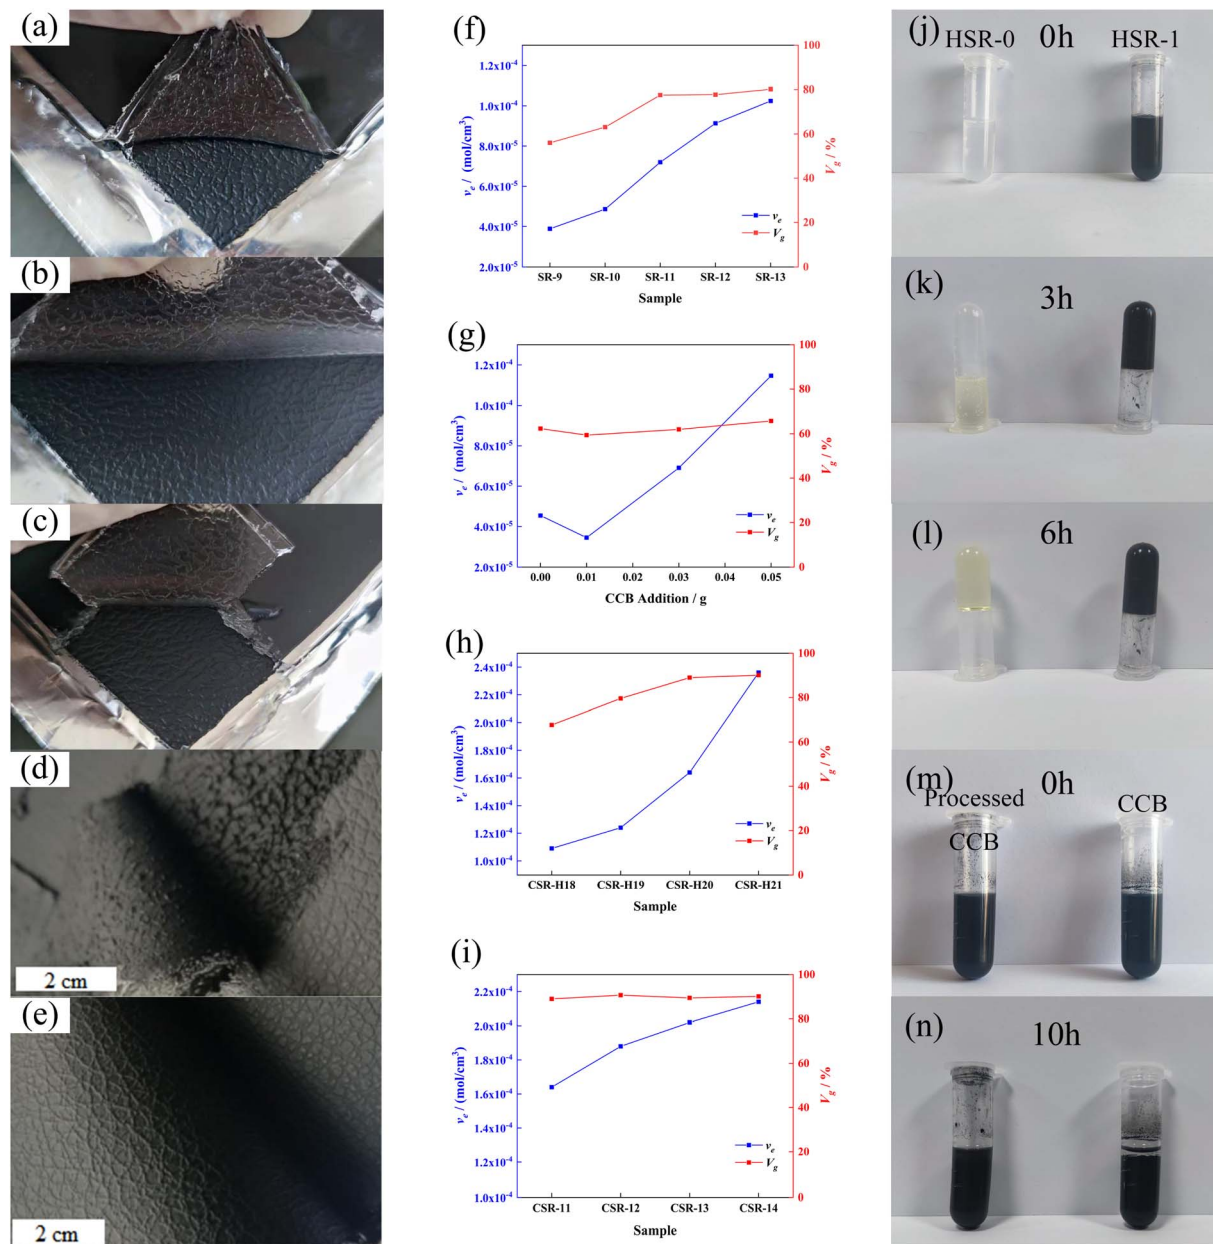 (a)
(b)
(c)
(d)
2 cm
(e)
2 cm
(f)
νe / (mol/cm³)
1.2x10⁻⁴
1.0x10⁻⁴
8.0x10⁻⁵
6.0x10⁻⁵
4.0x10⁻⁵
2.0x10⁻⁵
100
80
60
40
20
0
Vg / %
νe
Vg
SR-9 SR-10 SR-11 SR-12 SR-13
Sample
(g)
νe / (mol/cm³)
1.2x10⁻⁴
1.0x10⁻⁴
8.0x10⁻⁵
6.0x10⁻⁵
4.0x10⁻⁵
2.0x10⁻⁵
100
80
60
40
20
0
Vg / %
νe
Vg
0.00 0.01 0.02 0.03 0.04 0.05
CCB Addition / g
(h)
νe / (mol/cm³)
2.4x10⁻⁴
2.2x10⁻⁴
2.0x10⁻⁴
1.8x10⁻⁴
1.6x10⁻⁴
1.4x10⁻⁴
1.2x10⁻⁴
1.0x10⁻⁴
100
80
60
40
20
0
Vg / %
νe
Vg
CSR-H18 CSR-H19 CSR-H20 CSR-H21
Sample
(i)
νe / (mol/cm³)
2.2x10⁻⁴
2.0x10⁻⁴
1.8x10⁻⁴
1.6x10⁻⁴
1.4x10⁻⁴
1.2x10⁻⁴
1.0x10⁻⁴
100
80
60
40
20
0
Vg / %
νe
Vg
CSR-11 CSR-12 CSR-13 CSR-14
Sample
(j)
HSR-0 0h HSR-1
(k)
3h
(l)
6h
(m)
0h
Processed
CCB
CCB
(n)
10h